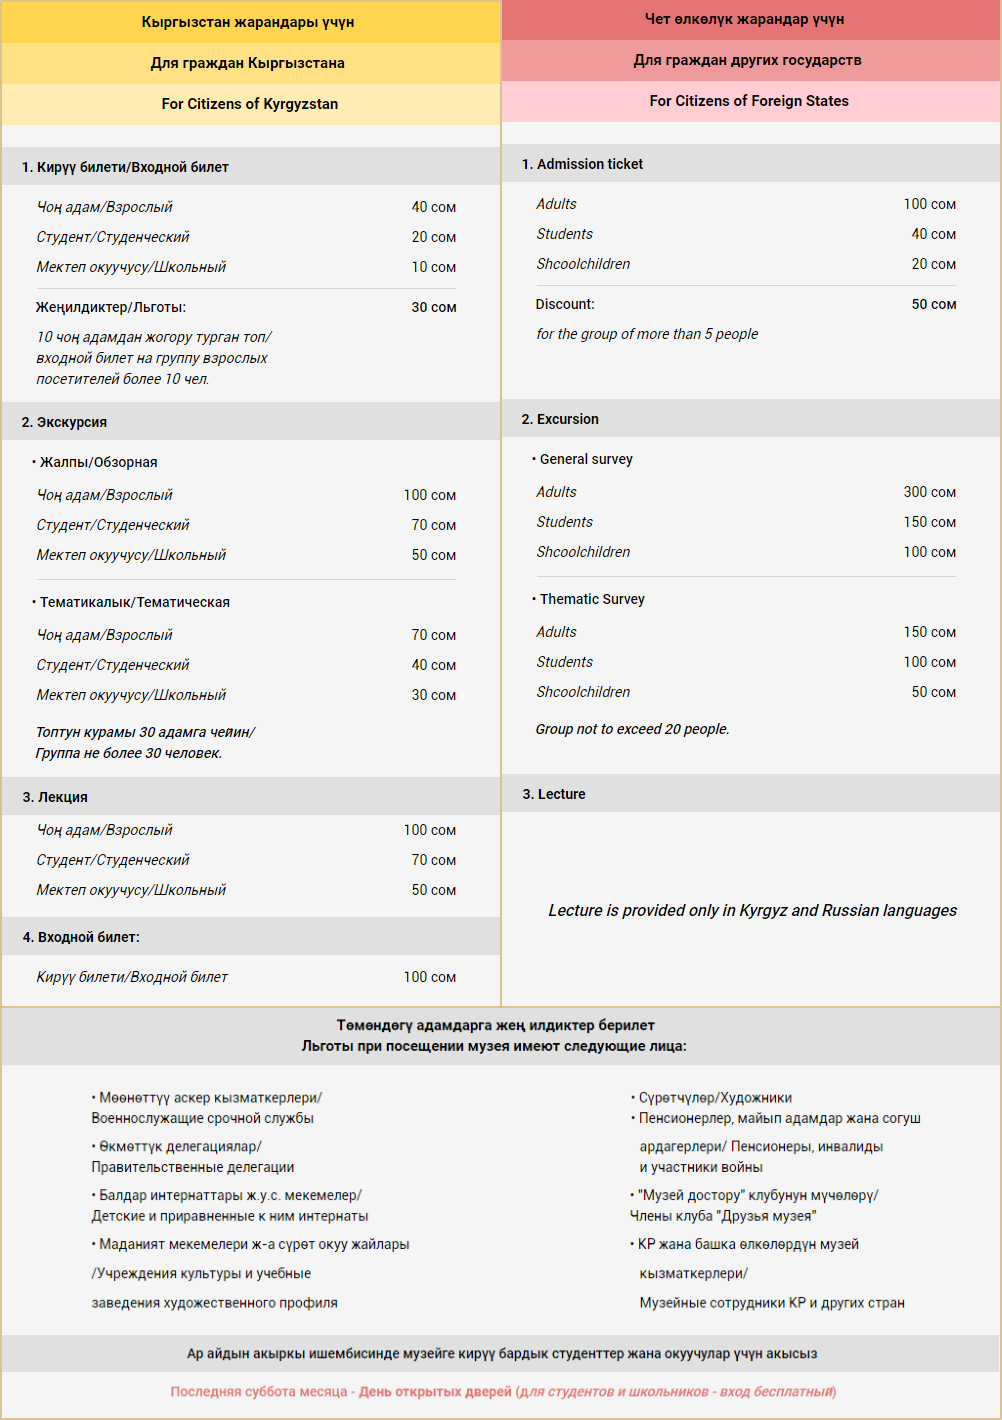 Кыргызстан жарандары үчүн
Для граждан Кыргызстана
For Citizens of Kyrgyzstan
1. Кирүү билети/Входной билет
Чоң адам/Взрослый 40 сом
Студент/Студенческий 20 сом
Мектеп окуучусу/Школьный 10 сом
Жеңилдиктер/Льготы: 30 сом
10 чоң адамдан жогору турган топ/
входной билет на группу взрослых
посетителей более 10 чел.
2. Экскурсия
• Жалпы/Обзорная
Чоң адам/Взрослый 100 сом
Студент/Студенческий 70 сом
Мектеп окуучусу/Школьный 50 сом
• Тематикалык/Тематическая
Чоң адам/Взрослый 70 сом
Студент/Студенческий 40 сом
Мектеп окуучусу/Школьный 30 сом
Топтун курамы 30 адамга чейин/
Группа не более 30 человек.
3. Лекция
Чоң адам/Взрослый 100 сом
Студент/Студенческий 70 сом
Мектеп окуучусу/Школьный 50 сом
4. Входной билет:
Кирүү билети/Входной билет 100 сом
Чет өлкөлүк жарандар үчүн
Для граждан других государств
For Citizens of Foreign States
1. Admission ticket
Adults 100 сом
Students 40 сом
Shcoolchildren 20 сом
Discount: 50 сом
for the group of more than 5 people
2. Excursion
• General survey
Adults 300 сом
Students 150 сом
Shcoolchildren 100 сом
• Thematic Survey
Adults 150 сом
Students 100 сом
Shcoolchildren 50 сом
Group not to exceed 20 people.
3. Lecture
Lecture is provided only in Kyrgyz and Russian languages
Төмөндөгү адамдарга жең илдиктер берилет
Льготы при посещении музея имеют следующие лица:
• Мөөнөттүү аскер кызматкерлери/
Военнослужащие срочной службы
• Өкмөттүк делегациялар/
Правительственные делегации
• Балдар интернаттары ж.у.с. мекемелер/
Детские и приравненные к ним интернаты
• Маданият мекемелери ж-а сүрөт окуу жайлары
/Учреждения культуры и учебные
заведения художественного профиля
• Сүрөтчүлөр/Художники
• Пенсионерлер, майып адамдар жана согуш
ардагерлери/ Пенсионеры, инвалиды
и участники войны
• "Музей достору" клубунун мүчөлөрү/
Члены клуба "Друзья музея"
• КР жана башка өлкөлөрдүн музей
кызматкерлери/
Музейные сотрудники КР и других стран
Ар айдын акыркы ишембисинде музейге кирүү бардык студенттер жана окуучулар үчүн акысыз
Последняя суббота месяца - День открытых дверей (для студентов и школьников - вход бесплатный)